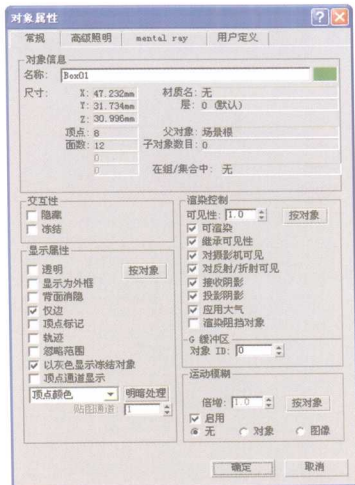 对象属性
常规 高级照明 mental ray 用户定义
对象信息
名称: Box01
尺寸: X: 47.232mm 材质名: 无
Y: 31.734mm 层: 0 (默认)
Z: 30.996mm
顶点: 8 父对象: 场景根
面数: 12 子对象数目: 0
0
0 在组/集合中: 无
交互性
隐藏
冻结
显示属性
透明 按对象
显示为外框
背面消隐
仅边
顶点标记
轨迹
忽略范围
以灰色显示冻结对象
顶点通道显示
顶点颜色 明暗处理
贴图通道 1
渲染控制
可见性: 1.0 按对象
可渲染
继承可见性
对摄影机可见
对反射/折射可见
接收阴影
投影阴影
应用大气
渲染阻挡对象
G 缓冲区
对象 ID: 0
运动模糊
倍增: 1.0 按对象
启用
无 对象 图像
确定 取消